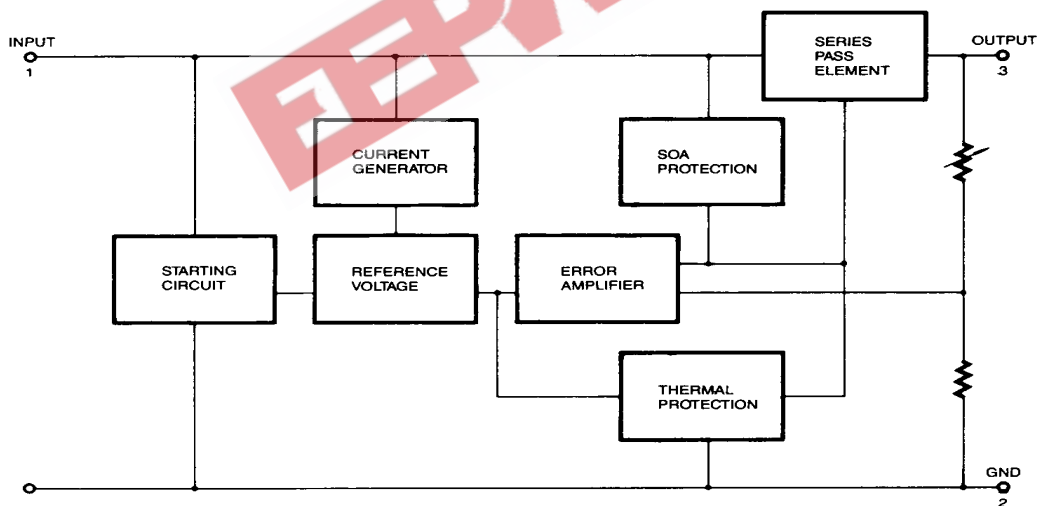 SERIES
PASS
ELEMENT
INPUT
1
OUTPUT
3
CURRENT
GENERATOR
SOA
PROTECTION
STARTING
CIRCUIT
REFERENCE
VOLTAGE
ERROR
AMPLIFIER
THERMAL
PROTECTION
GND
2